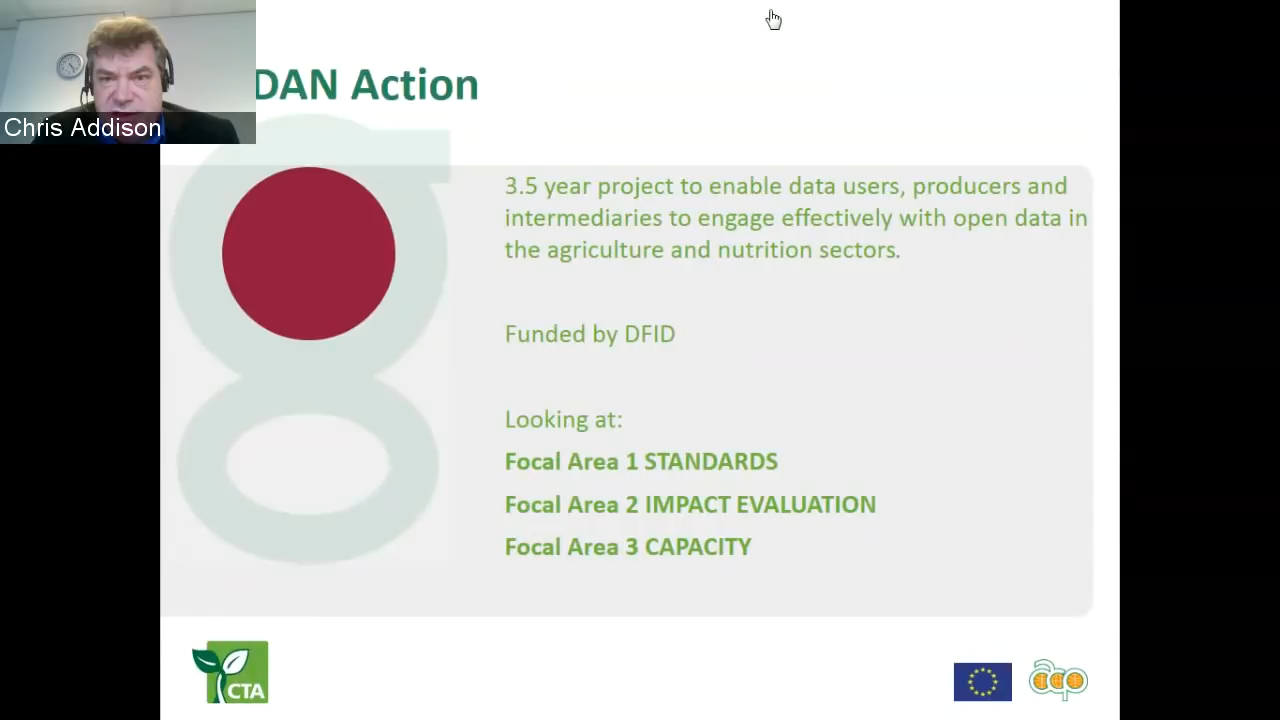 DAN Action
Chris Addison
3.5 year project to enable data users, producers and
intermediaries to engage effectively with open data in
the agriculture and nutrition sectors.
Funded by DFID
Looking at:
Focal Area 1 STANDARDS
Focal Area 2 IMPACT EVALUATION
Focal Area 3 CAPACITY
CTA
acp